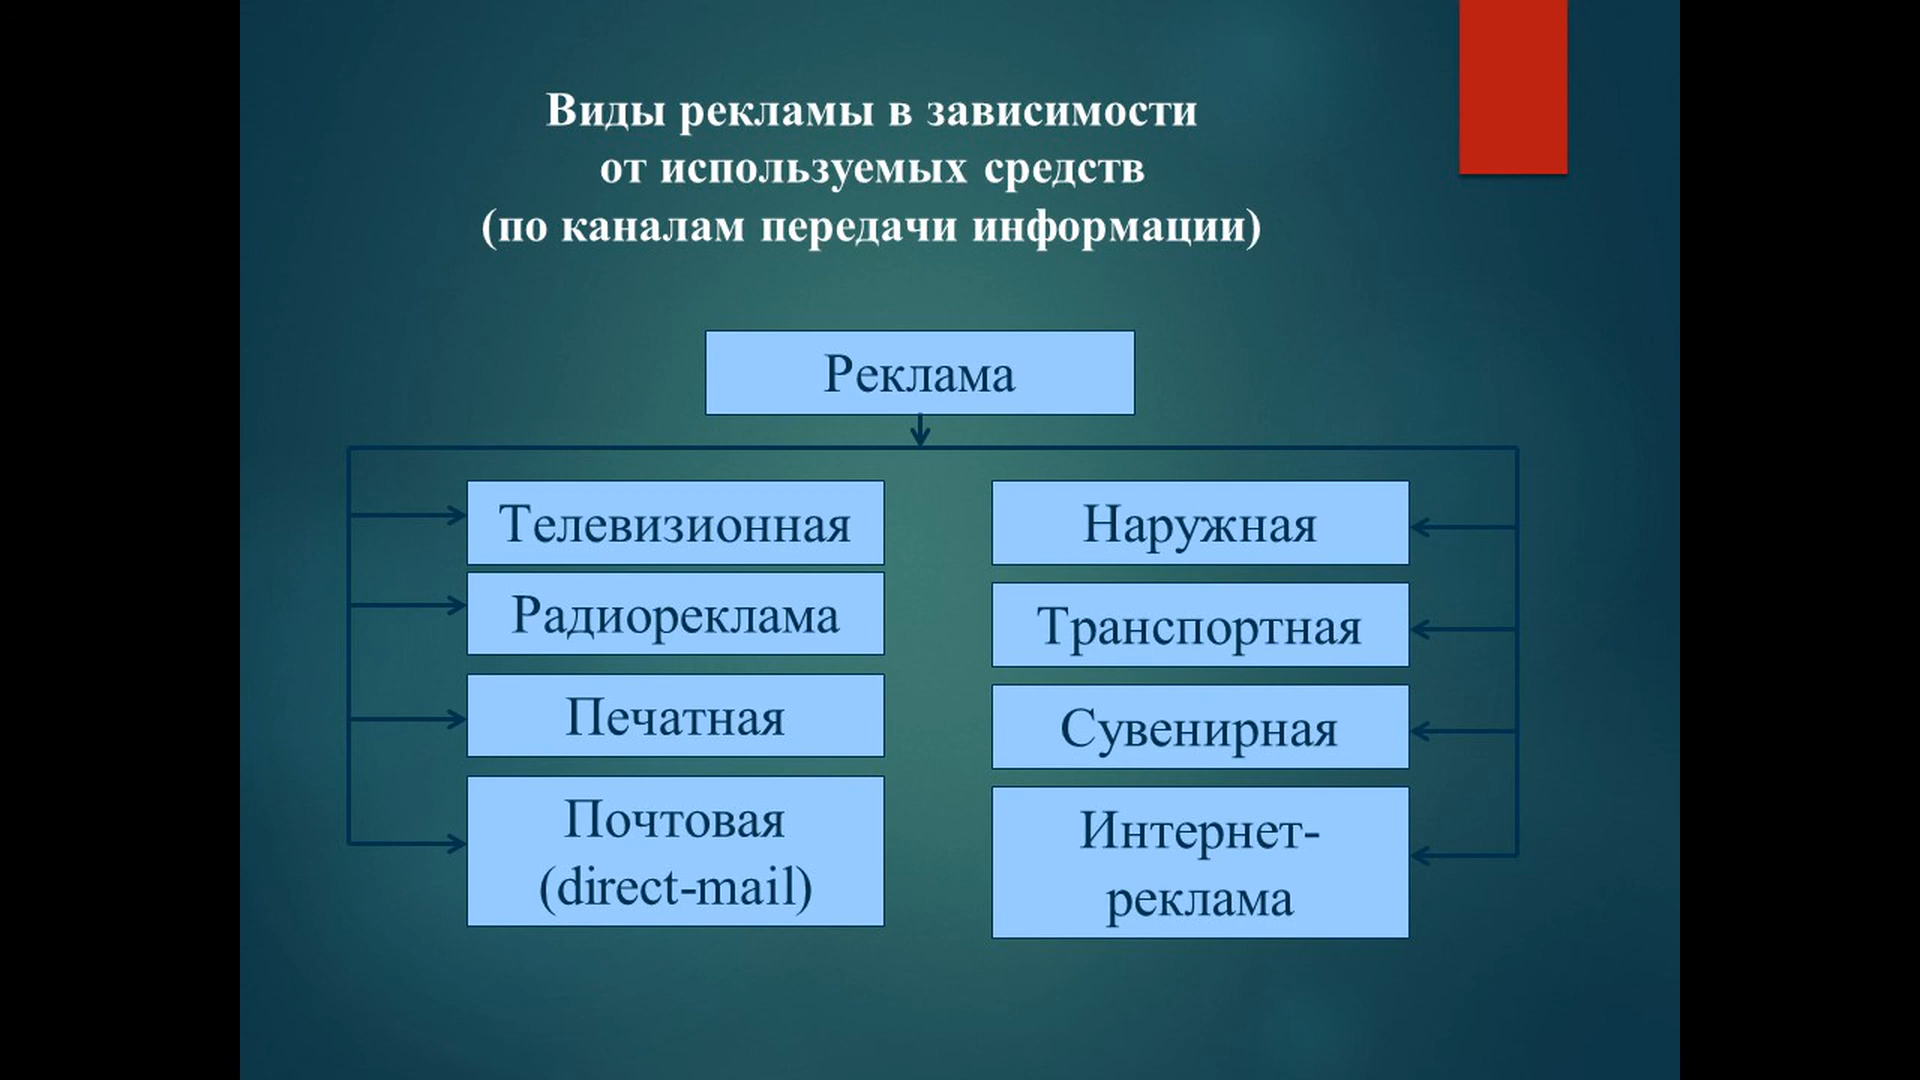 Виды рекламы в зависимости
от используемых средств
(по каналам передачи информации)
Реклама
Телевизионная
Радиореклама
Печатная
Почтовая
(direct-mail)
Наружная
Транспортная
Сувенирная
Интернет-
реклама